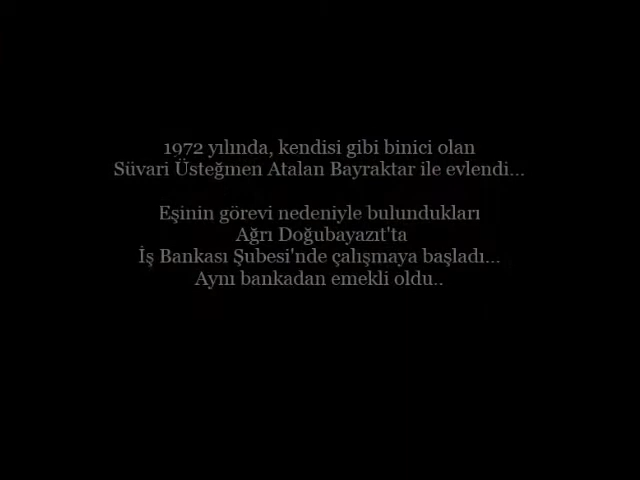 1972 yılında, kendisi gibi binici olan
Süvari Üsteğmen Atalan Bayraktar ile evlendi...
Eşinin görevi nedeniyle bulundukları
Ağrı Doğubayazıt'ta
İş Bankası Şubesi'nde çalışmaya başladı...
Aynı bankadan emekli oldu..